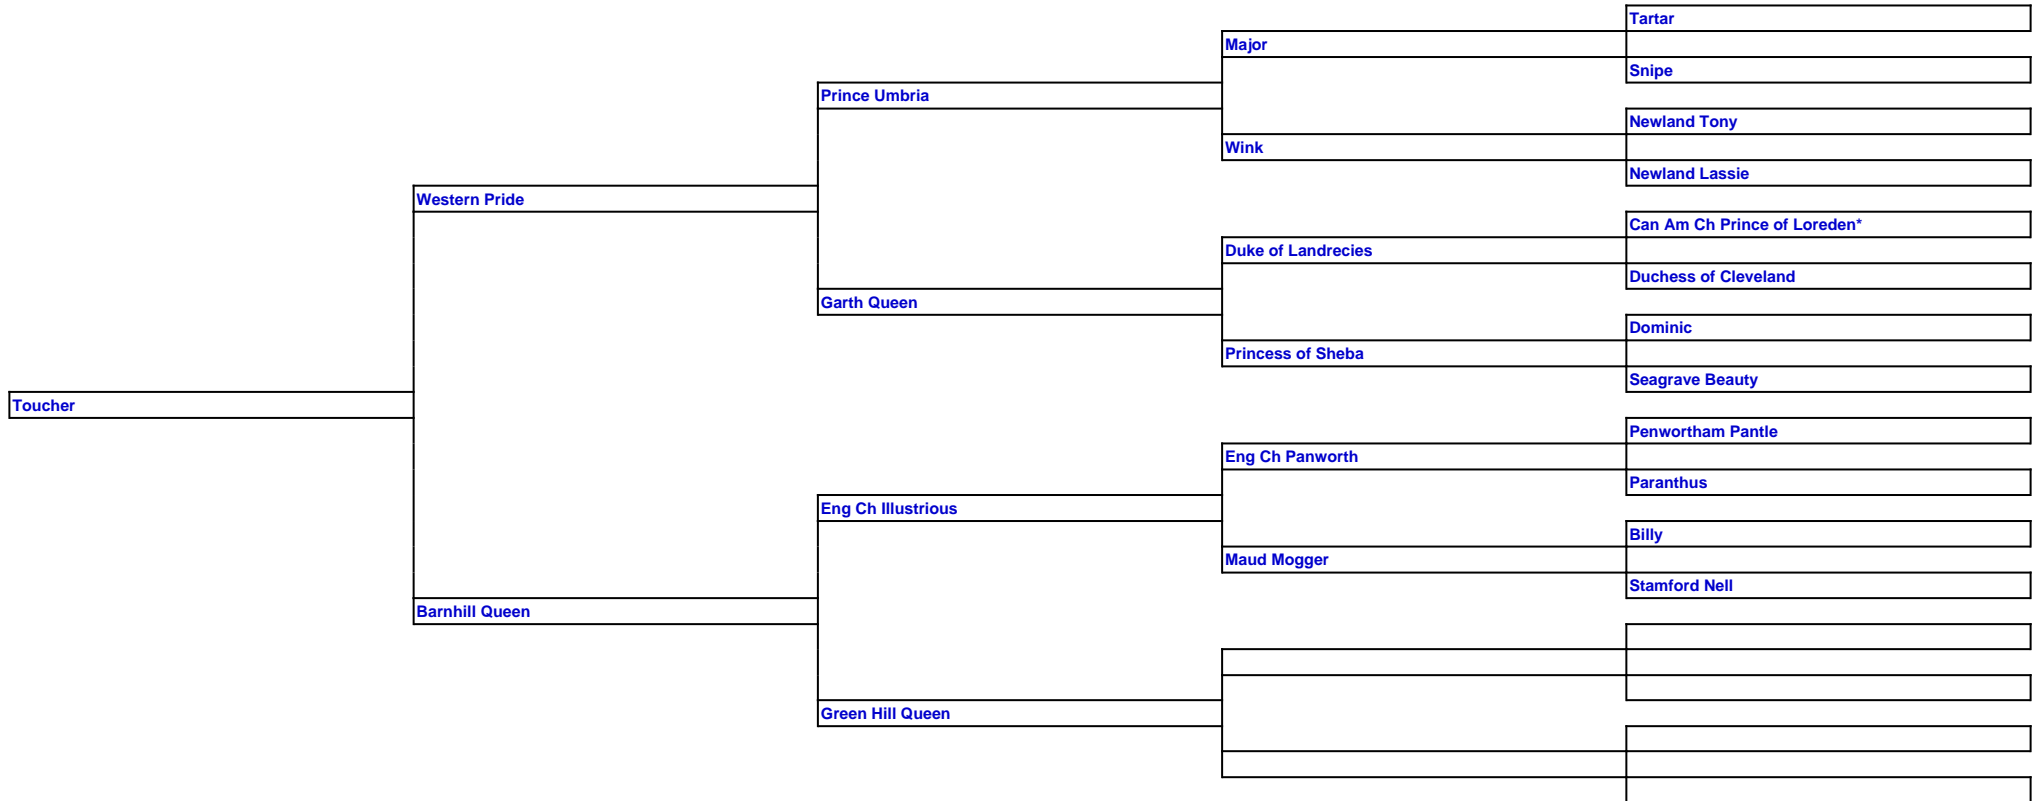 Tartar
Major
Snipe
Prince Umbria
Newland Tony
Wink
Newland Lassie
Western Pride
Can Am Ch Prince of Loreden*
Duke of Landrecies
Duchess of Cleveland
Garth Queen
Dominic
Princess of Sheba
Seagrave Beauty
Toucher
Penwortham Pantle
Eng Ch Panworth
Paranthus
Eng Ch Illustrious
Billy
Maud Mogger
Stamford Nell
Barnhill Queen
Green Hill Queen